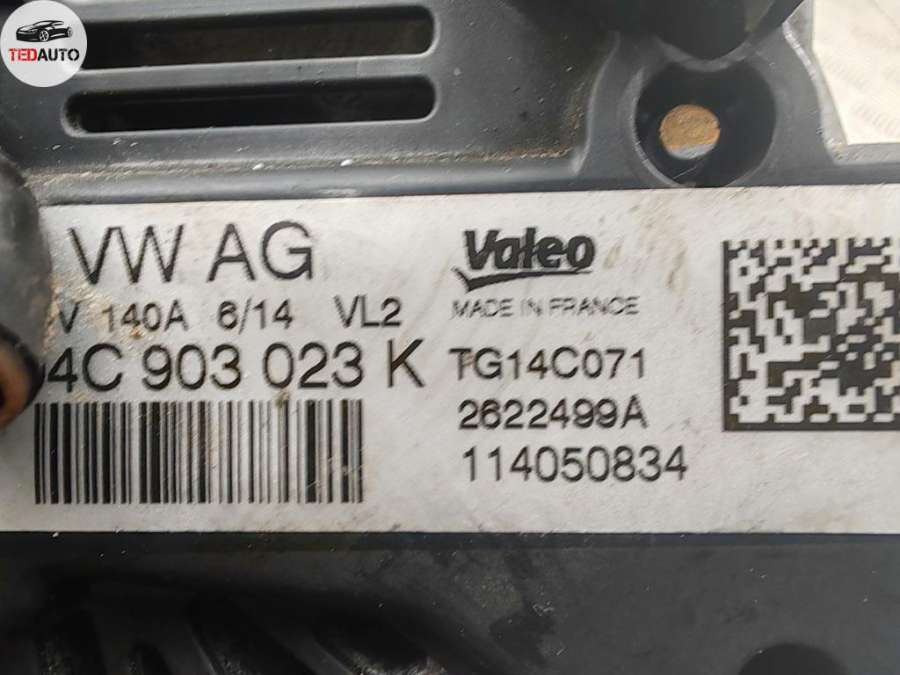 TEDAUTO
VW AG
V 140A 6/14 VL2
4C 903 023 K
Valeo
MADE IN FRANCE
TG14C071
2622499A
114050834